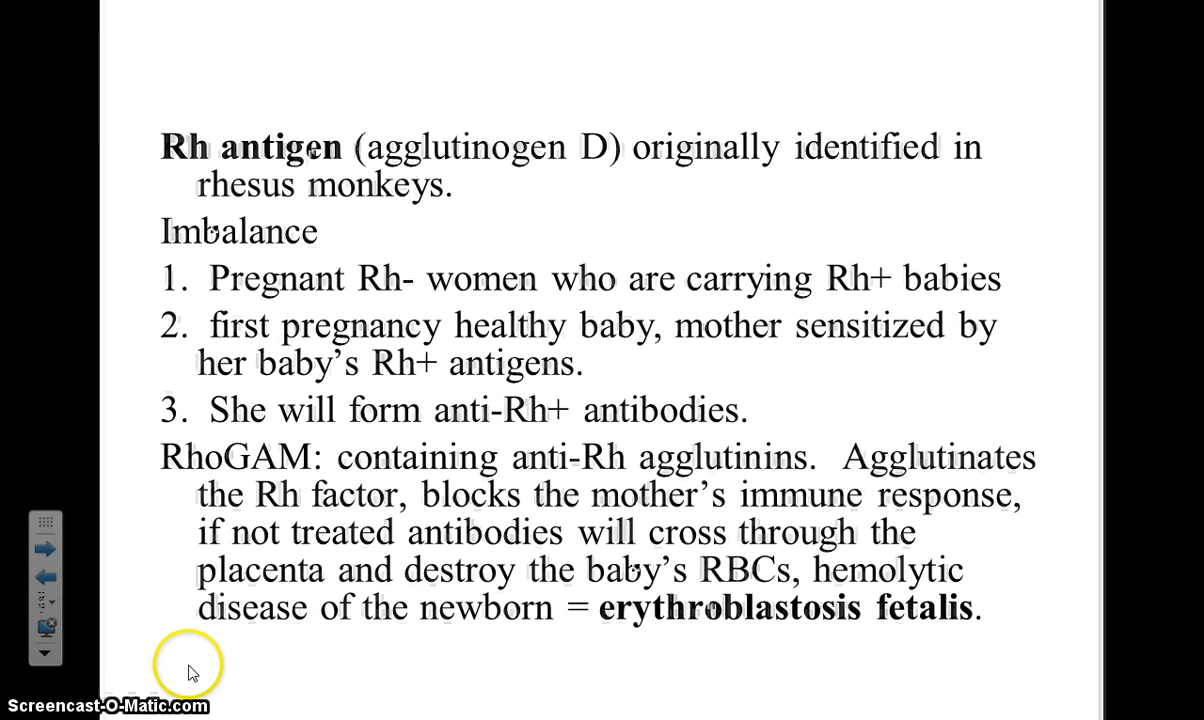 Rh antigen (agglutinogen D) originally identified in
rhesus monkeys.
Imbalance
1. Pregnant Rh- women who are carrying Rh+ babies
2. first pregnancy healthy baby, mother sensitized by
her baby's Rh+ antigens.
3. She will form anti-Rh+ antibodies.
RhoGAM: containing anti-Rh agglutinins. Agglutinates
the Rh factor, blocks the mother's immune response,
if not treated antibodies will cross through the
placenta and destroy the baby's RBCs, hemolytic
disease of the newborn = erythroblastosis fetalis.
Screencast-O-Matic.com